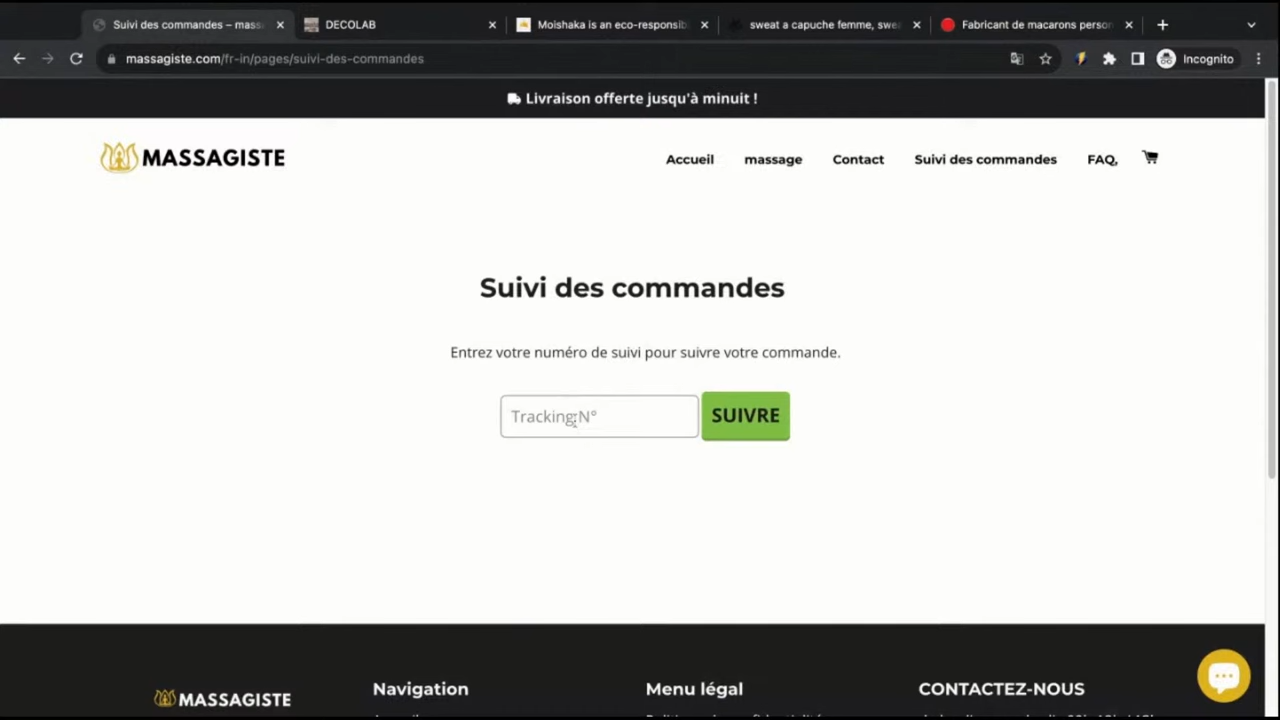 Suivi des commandes – mass
DECOLAB
Moishaka is an eco-responsib
sweat a capuche femme, swe
Fabricant de macarons person
massagiste.com/fr-in/pages/suivi-des-commandes
Incognito
Livraison offerte jusqu'à minuit !
MASSAGISTE
Accueil
massage
Contact
Suivi des commandes
FAQ,
Suivi des commandes
Entrez votre numéro de suivi pour suivre votre commande.
Tracking N°
SUIVRE
MASSAGISTE
Navigation
Menu légal
CONTACTEZ-NOUS